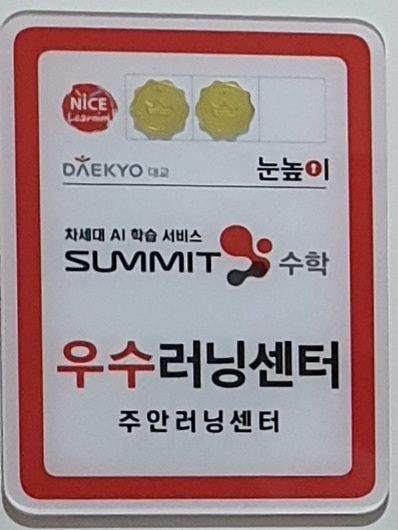 NiCE
Learning
DAEKYO 대교
눈높이
차세대 AI 학습 서비스
SUMMIT 수학
우수러닝센터
주안러닝센터